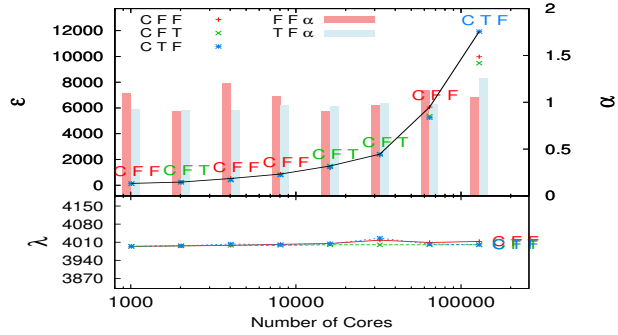 CFF FFα 2
CFT TFα
CTF CTF
12000
10000 1.5
8000
ε CFF 1 α
6000
4000 CFT
CFT 0.5
2000 CFF CFT CFF CFF
0 0
4150
4080
λ 4010 CFF
CFT
CTF
3940
3870
1000 10000 100000
Number of Cores